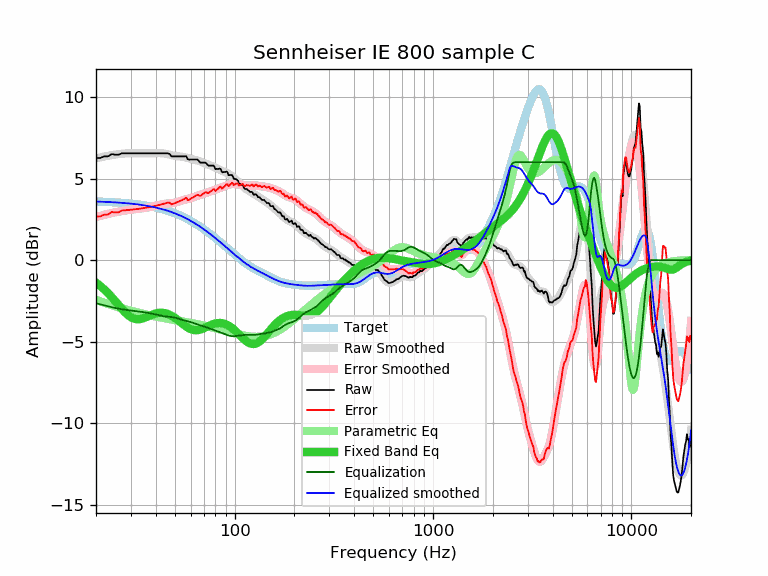 Sennheiser IE 800 sample C
Amplitude (dBr)
10
5
0
−5
−10
−15
Target
Raw Smoothed
Error Smoothed
Raw
Error
Parametric Eq
Fixed Band Eq
Equalization
Equalized smoothed
100
1000
10000
Frequency (Hz)